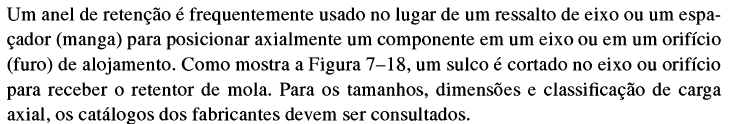 Um anel de retenção é frequentemente usado no lugar de um ressalto de eixo ou um espa-
çador (manga) para posicionar axialmente um componente em um eixo ou em um orifício
(furo) de alojamento. Como mostra a Figura 7–18, um sulco é cortado no eixo ou orifício
para receber o retentor de mola. Para os tamanhos, dimensões e classificação de carga
axial, os catálogos dos fabricantes devem ser consultados.